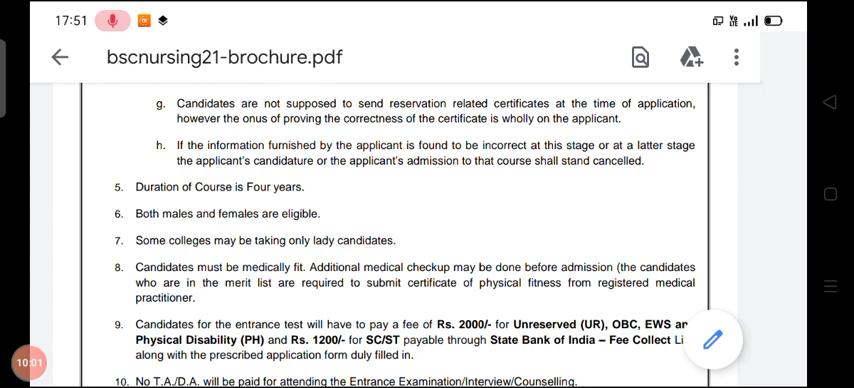 17:51
bscnursing21-brochure.pdf
g. Candidates are not supposed to send reservation related certificates at the time of application,
however the onus of proving the correctness of the certificate is wholly on the applicant.
h. If the information furnished by the applicant is found to be incorrect at this stage or at a latter stage
the applicant's candidature or the applicant's admission to that course shall stand cancelled.
5. Duration of Course is Four years.
6. Both males and females are eligible.
7. Some colleges may be taking only lady candidates.
8. Candidates must be medically fit. Additional medical checkup may be done before admission (the candidates
who are in the merit list are required to submit certificate of physical fitness from registered medical
practitioner.
9. Candidates for the entrance test will have to pay a fee of Rs. 2000/- for Unreserved (UR), OBC, EWS
Physical Disability (PH) and Rs. 1200/- for SC/ST payable through State Bank of India – Fee Collect
along with the prescribed application form duly filled in.
10:01
10. No T.A./D.A. will be paid for attending the Entrance Examination/Interview/Counselling.